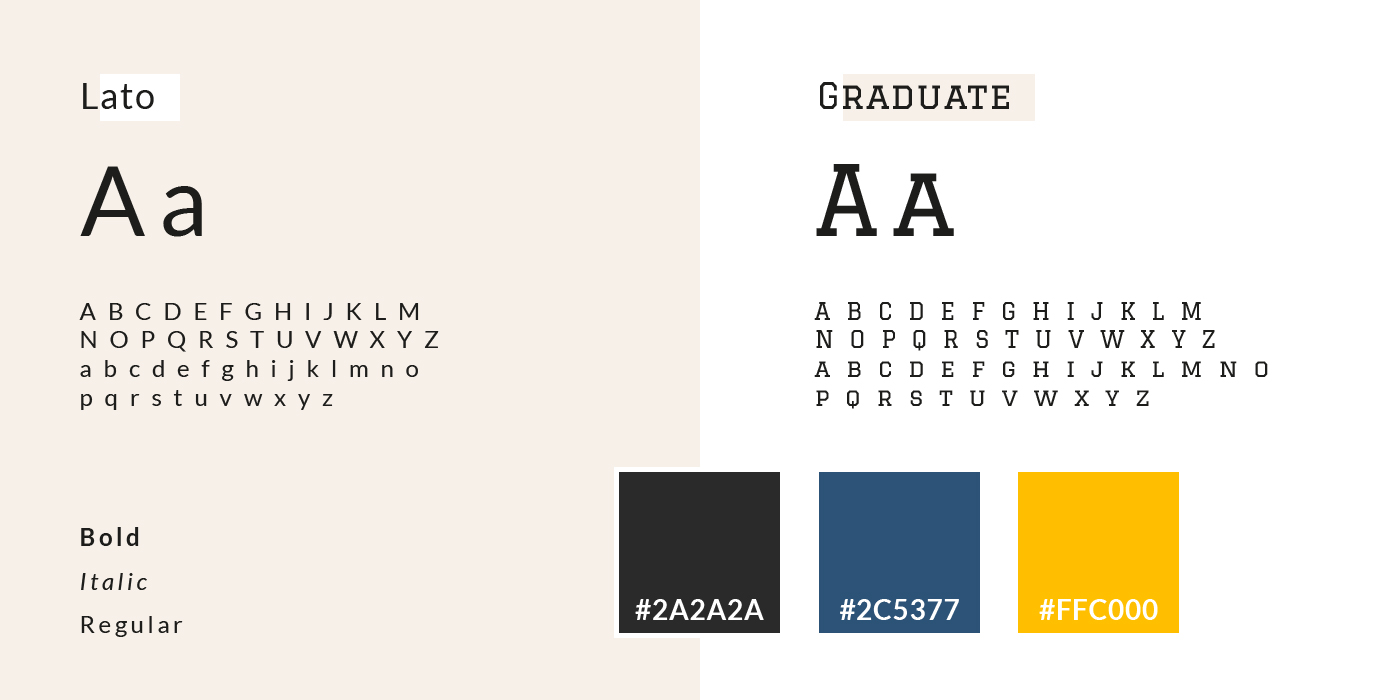 Lato
Aa
A B C D E F G H I J K L M
N O P Q R S T U V W X Y Z
a b c d e f g h i j k l m n o
p q r s t u v w x y z
Bold
Italic
Regular
GRADUATE
AA
A B C D E F G H I J K L M
N O P Q R S T U V W X Y Z
A B C D E F G H I J K L M N O
P Q R S T U V W X Y Z
#2A2A2A
#2C5377
#FFC000